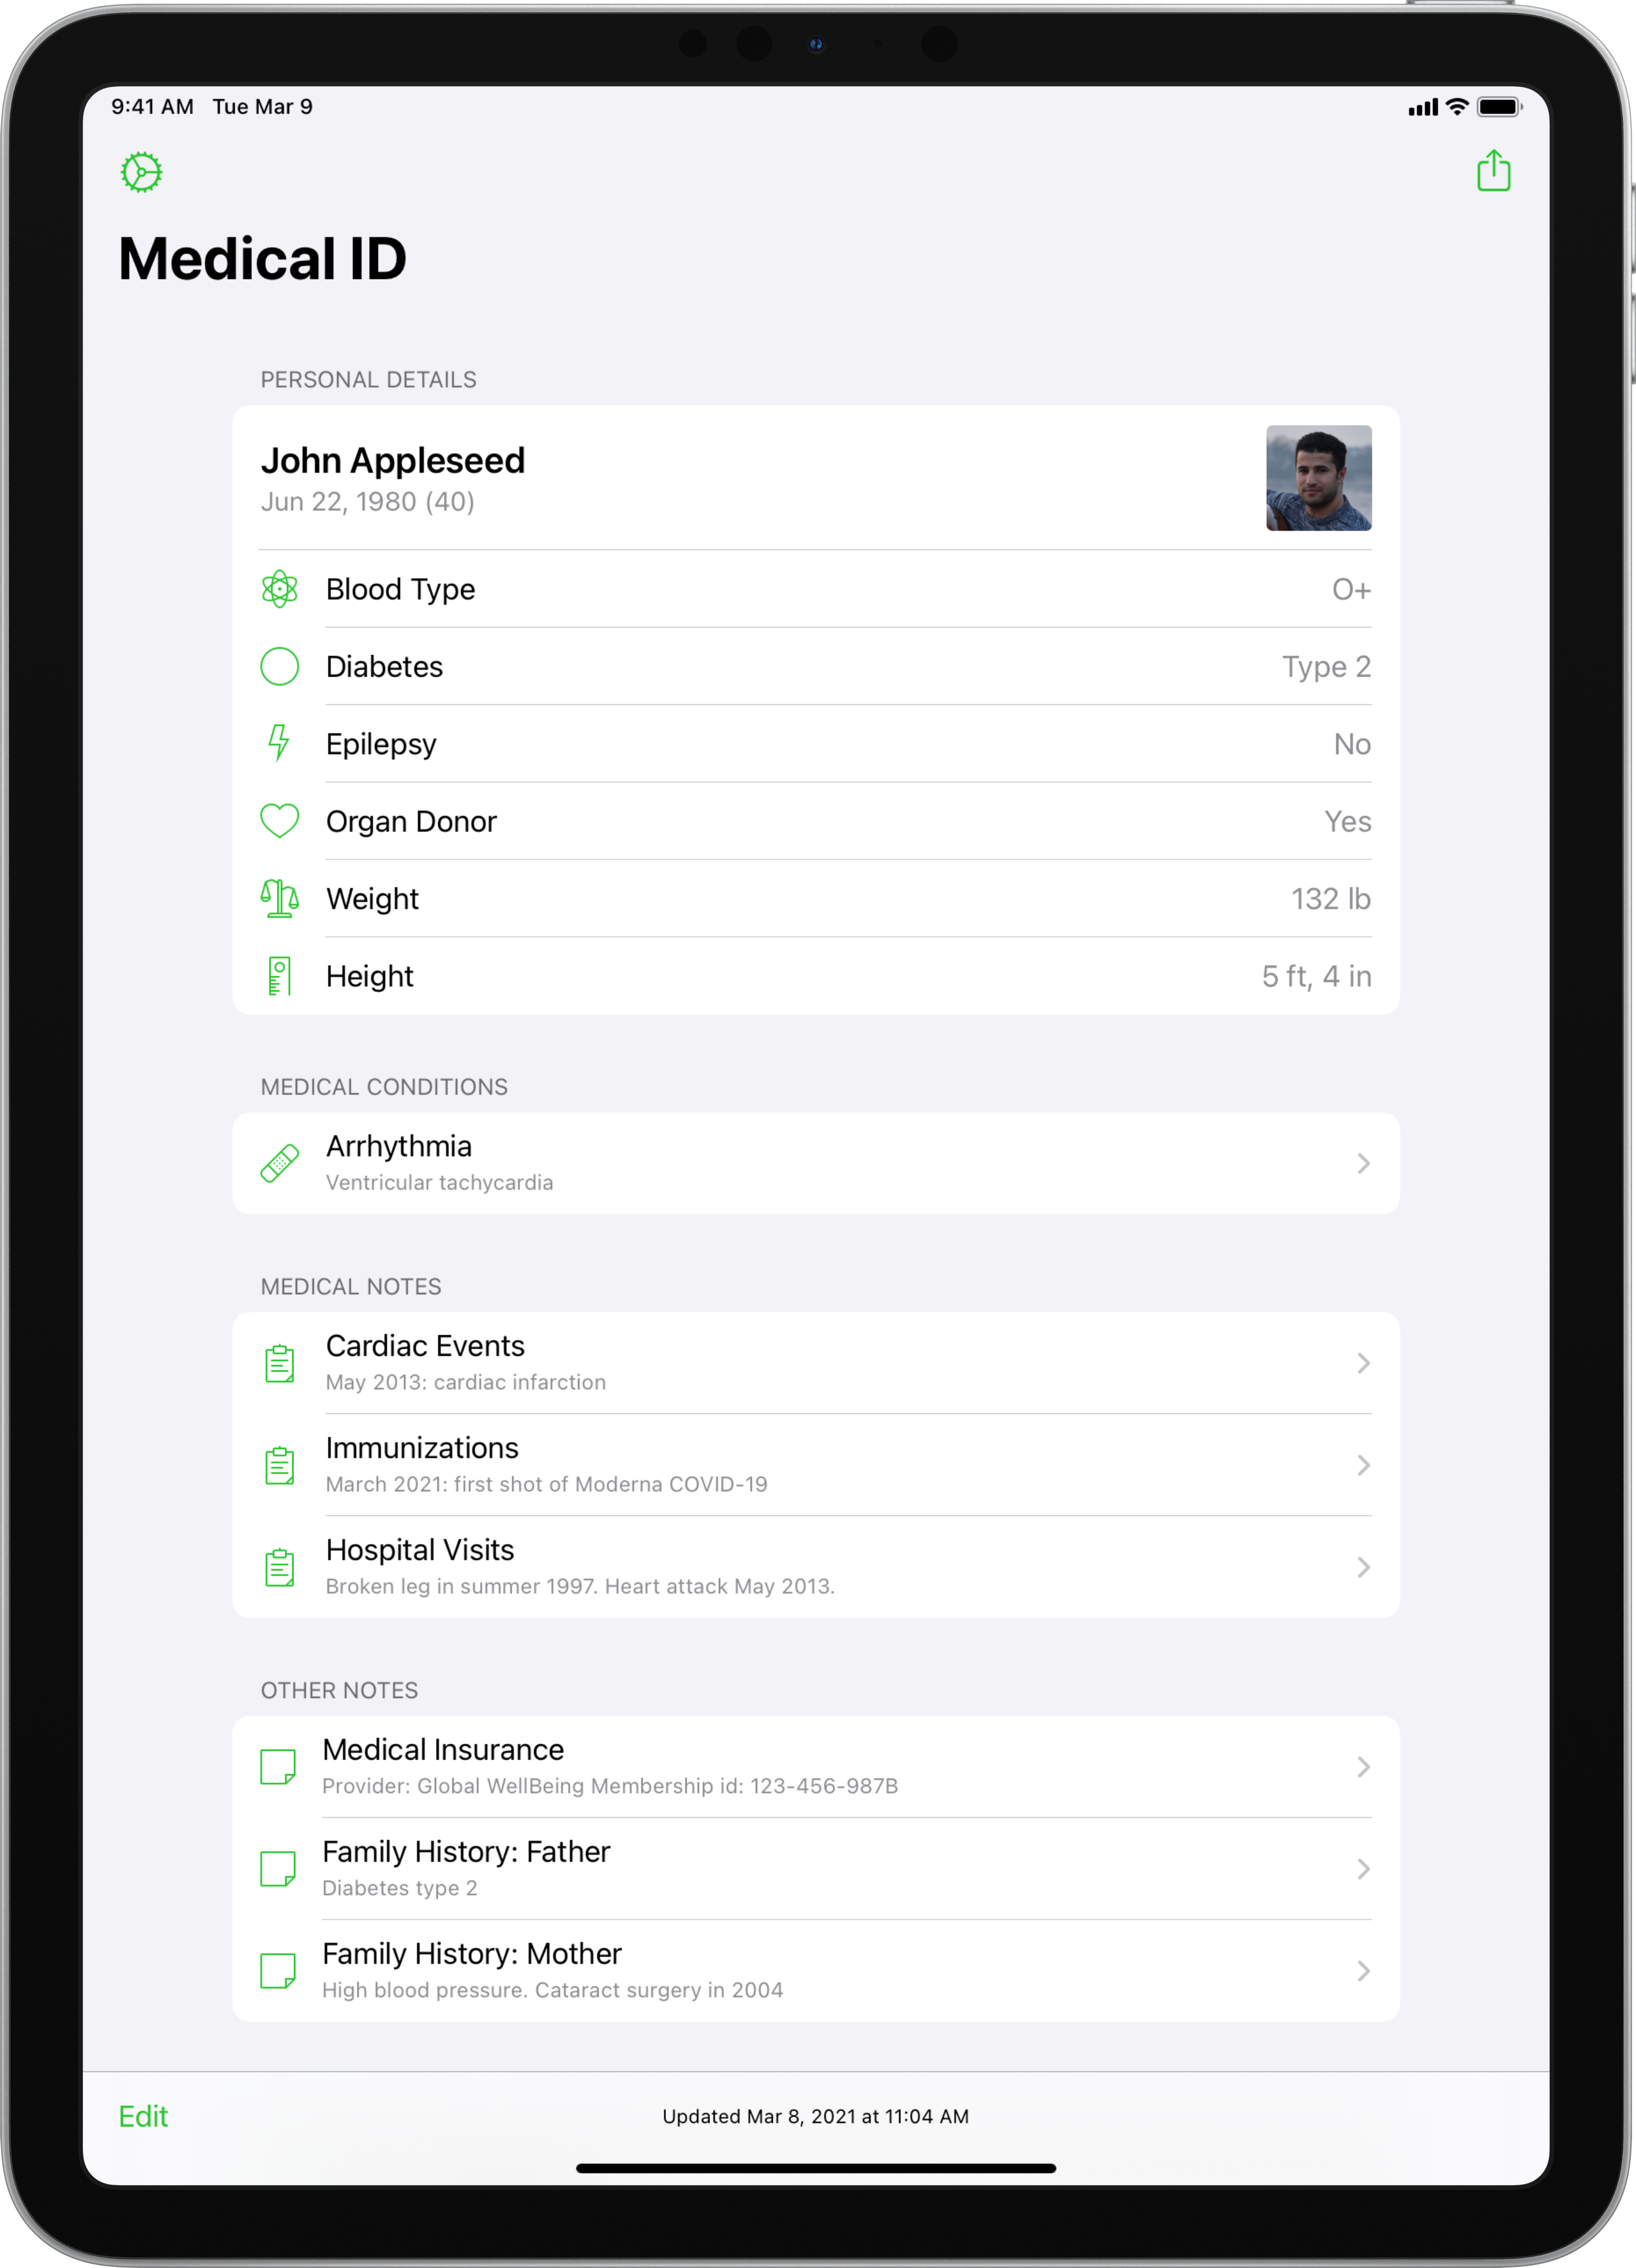 9:41 AM Tue Mar 9
Medical ID
PERSONAL DETAILS
John Appleseed
Jun 22, 1980 (40)
Blood Type O+
Diabetes Type 2
Epilepsy No
Organ Donor Yes
Weight 132 lb
Height 5 ft, 4 in
MEDICAL CONDITIONS
Arrhythmia
Ventricular tachycardia
MEDICAL NOTES
Cardiac Events
May 2013: cardiac infarction
Immunizations
March 2021: first shot of Moderna COVID-19
Hospital Visits
Broken leg in summer 1997. Heart attack May 2013.
OTHER NOTES
Medical Insurance
Provider: Global WellBeing Membership id: 123-456-987B
Family History: Father
Diabetes type 2
Family History: Mother
High blood pressure. Cataract surgery in 2004
Edit Updated Mar 8, 2021 at 11:04 AM